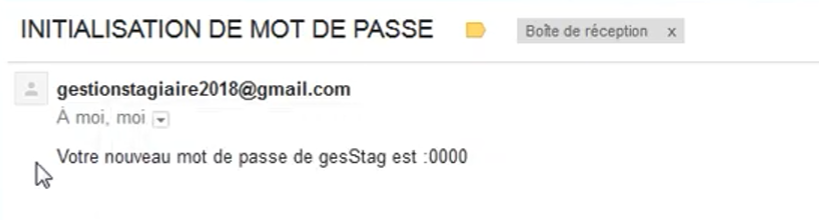 INITIALISATION DE MOT DE PASSE
Boîte de réception x
gestionstagiaire2018@gmail.com
À moi, moi
Votre nouveau mot de passe de gesStag est :0000